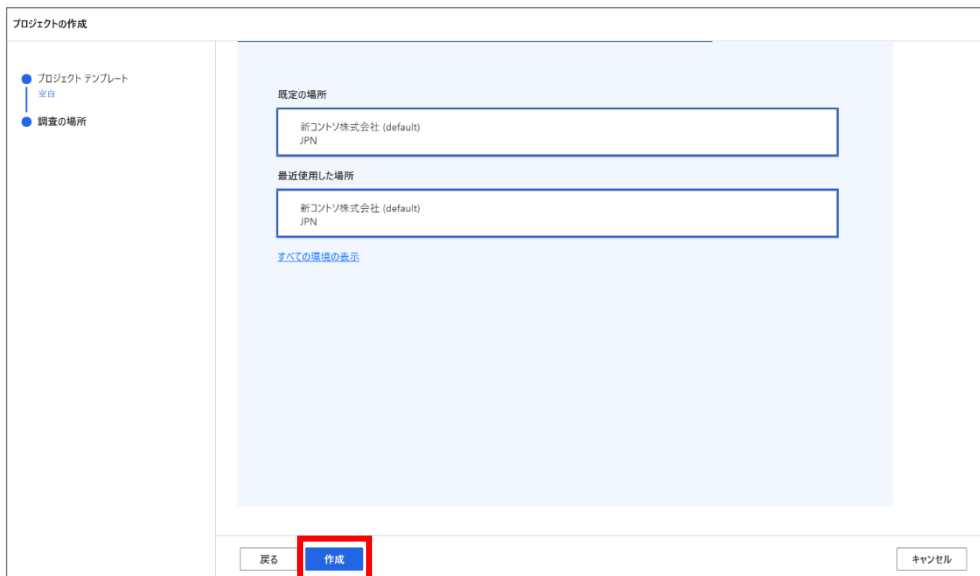 プロジェクトの作成
プロジェクト テンプレート
空白
調査の場所
既定の場所
新コントソ株式会社 (default)
JPN
最近使用した場所
新コントソ株式会社 (default)
JPN
すべての環境の表示
戻る
作成
キャンセル